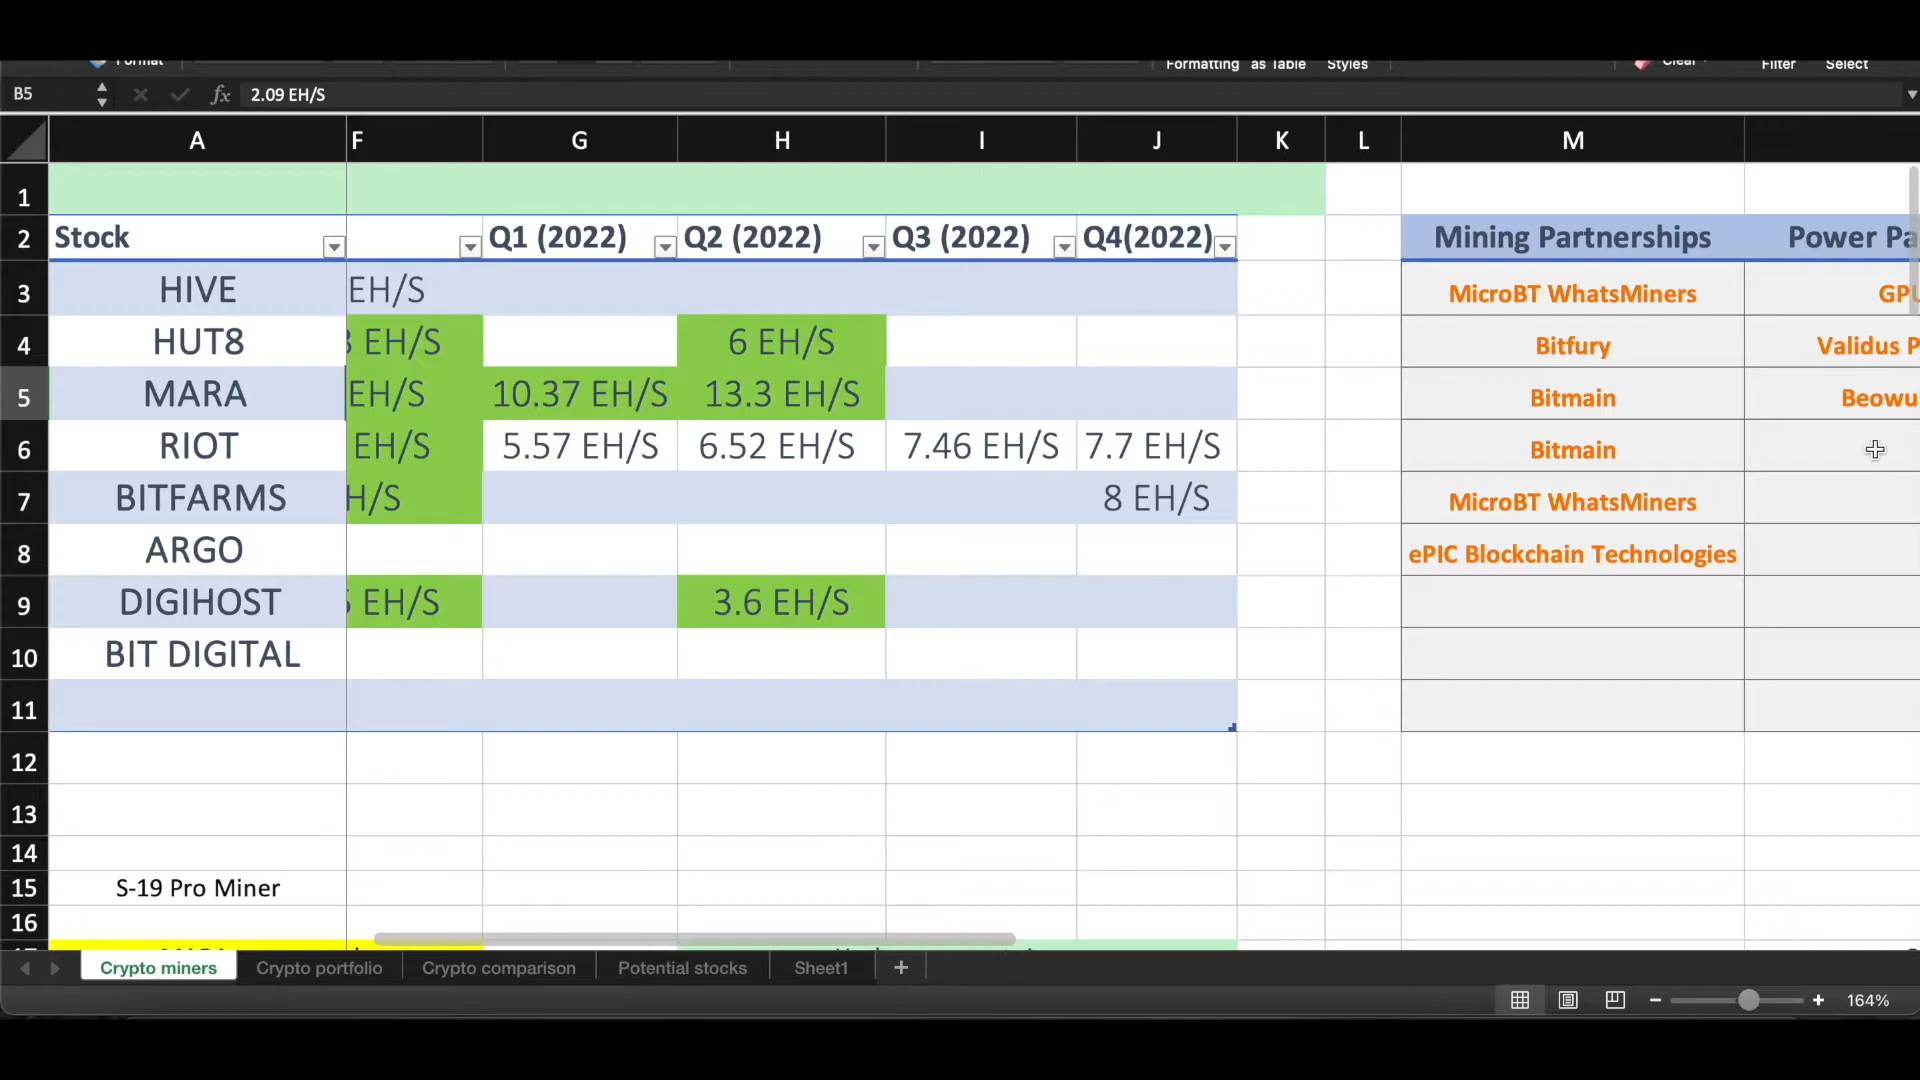 Format Formatting as Table Styles Clear Filter Select
B5 fx 2.09 EH/S
A F G H I J K L M
1
2 Stock Q1 (2022) Q2 (2022) Q3 (2022) Q4(2022) Mining Partnerships Power Pa
3 HIVE EH/S MicroBT WhatsMiners GPU
4 HUT8 EH/S 6 EH/S Bitfury Validus P
5 MARA EH/S 10.37 EH/S 13.3 EH/S Bitmain Beowu
6 RIOT EH/S 5.57 EH/S 6.52 EH/S 7.46 EH/S 7.7 EH/S Bitmain
7 BITFARMS H/S 8 EH/S MicroBT WhatsMiners
8 ARGO ePIC Blockchain Technologies
9 DIGIHOST EH/S 3.6 EH/S
10 BIT DIGITAL
11
12
13
14
15 S-19 Pro Miner
16
Crypto miners Crypto portfolio Crypto comparison Potential stocks Sheet1 +
164%